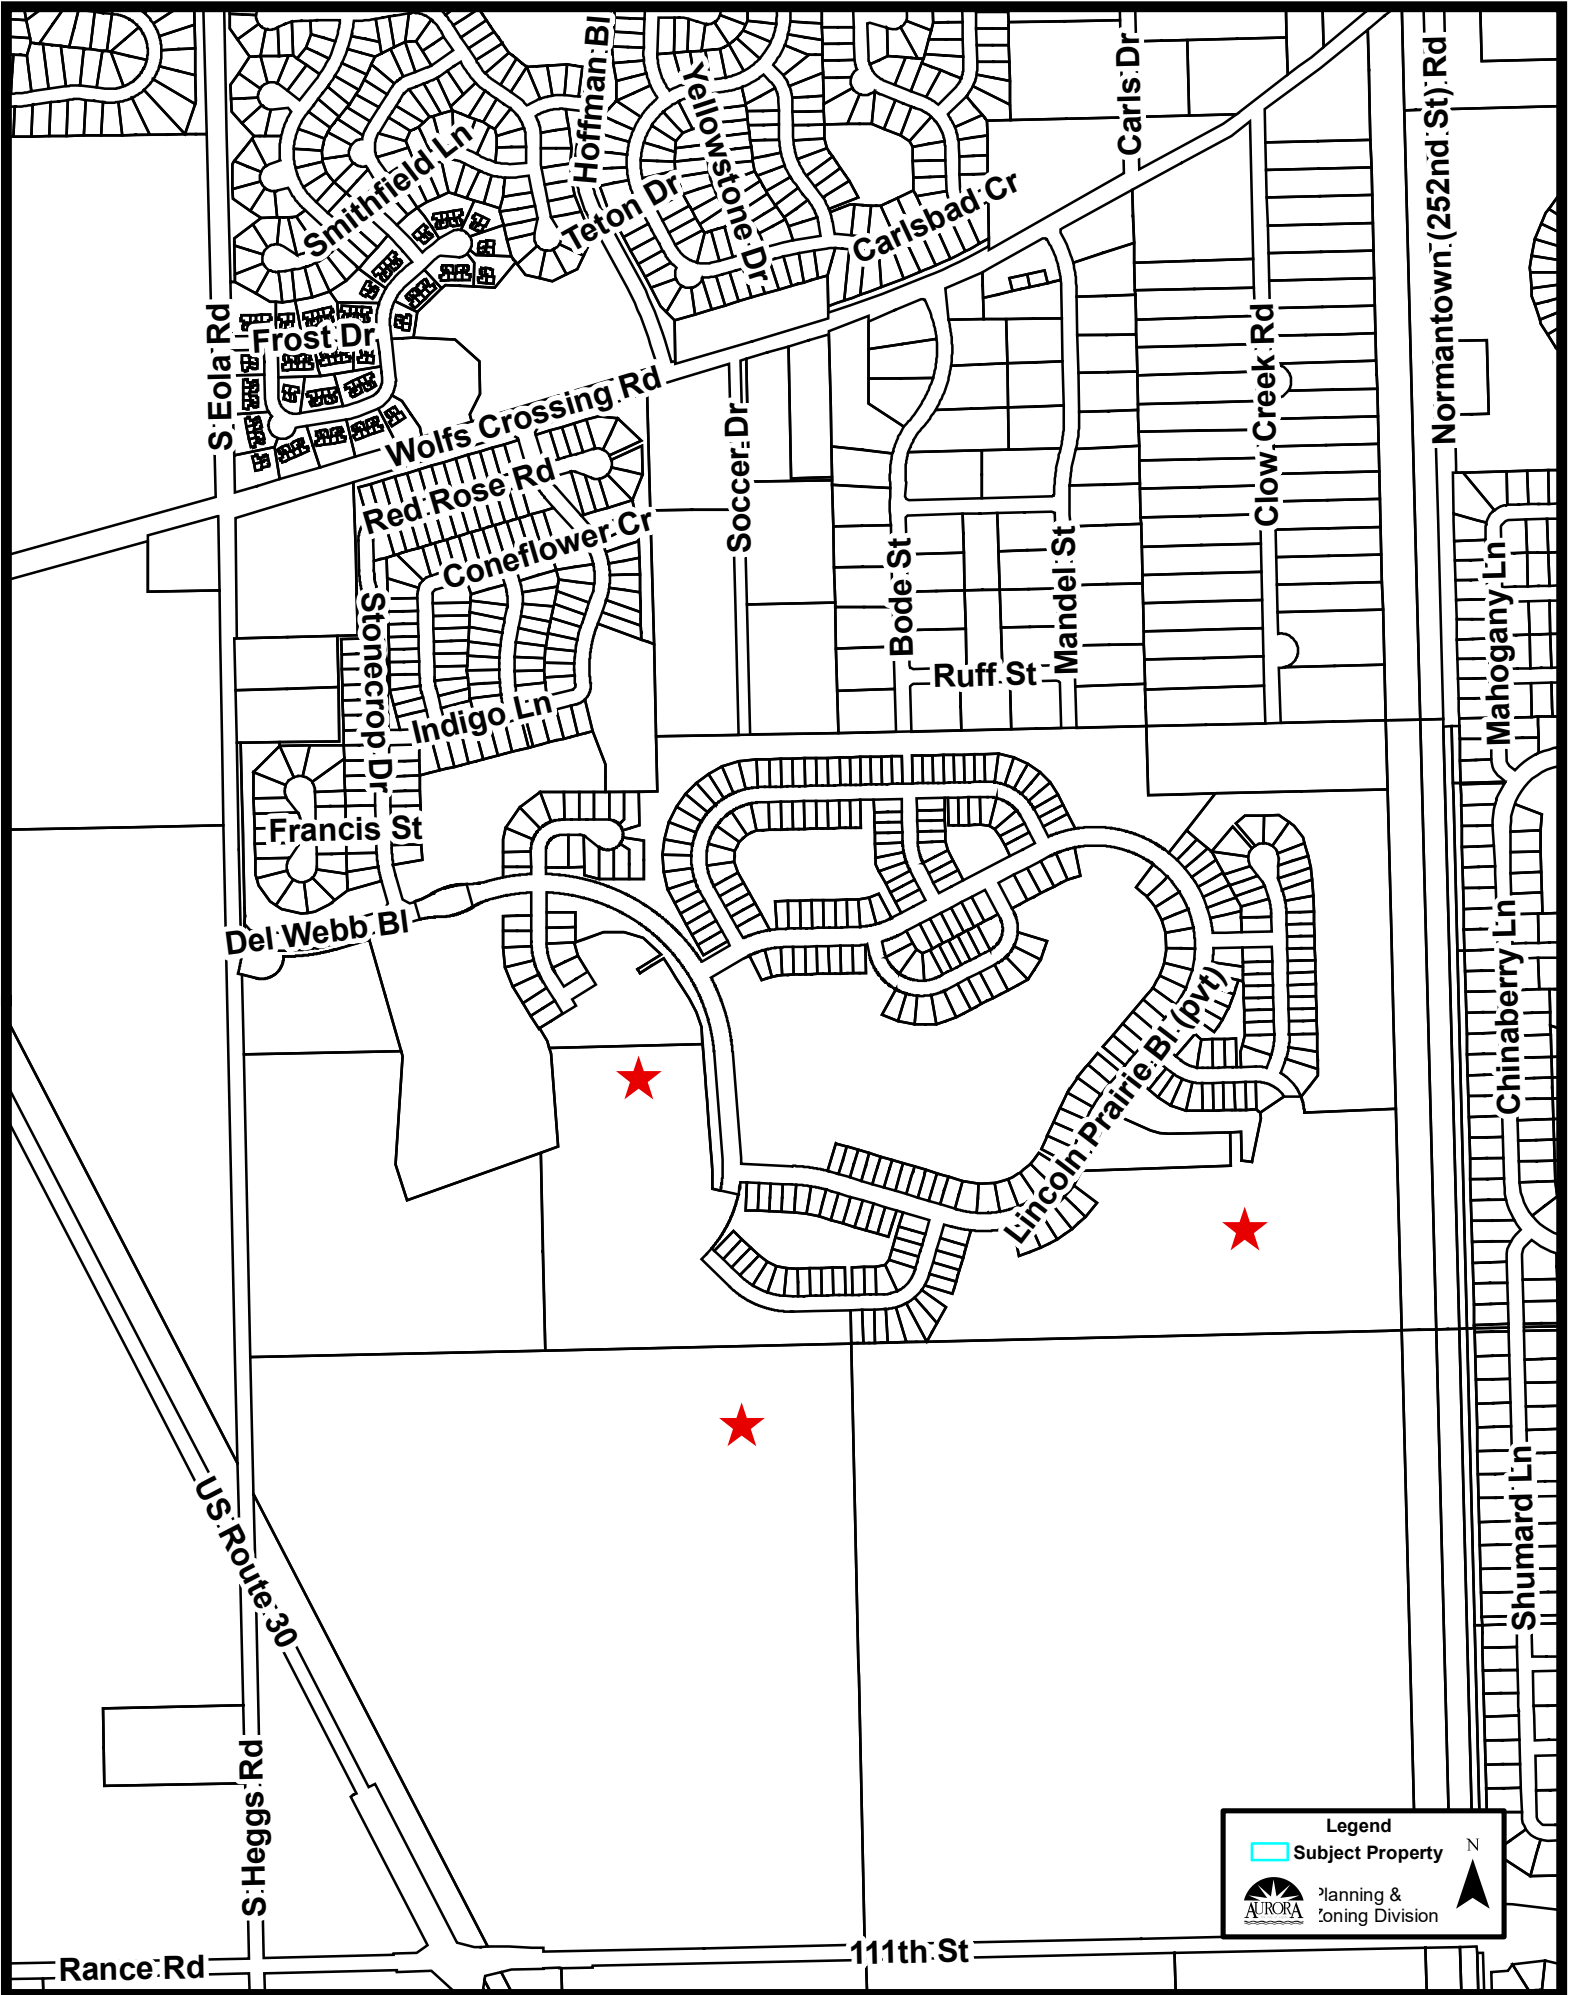 Hoffman Bl
Carls Dr
Normantown (252nd St) Rd
Yellowstone Dr
Smithfield Ln
Teton Dr
Carlsbad Cr
S Eola Rd
Frost Dr
Clow Creek Rd
Wolfs Crossing Rd
Soccer Dr
Red Rose Rd
Coneflower Cr
Bode St
Mandel St
Mahogany Ln
Stonecrop Dr
Ruff St
Indigo Ln
Francis St
Del Webb Bl
Chinaberry Ln
Lincoln Prairie Bl (pvt)
US Route 30
Shumard Ln
S Heggs Rd
Legend
Subject Property
N
AURORA
Planning &
Zoning Division
Rance Rd
111th St